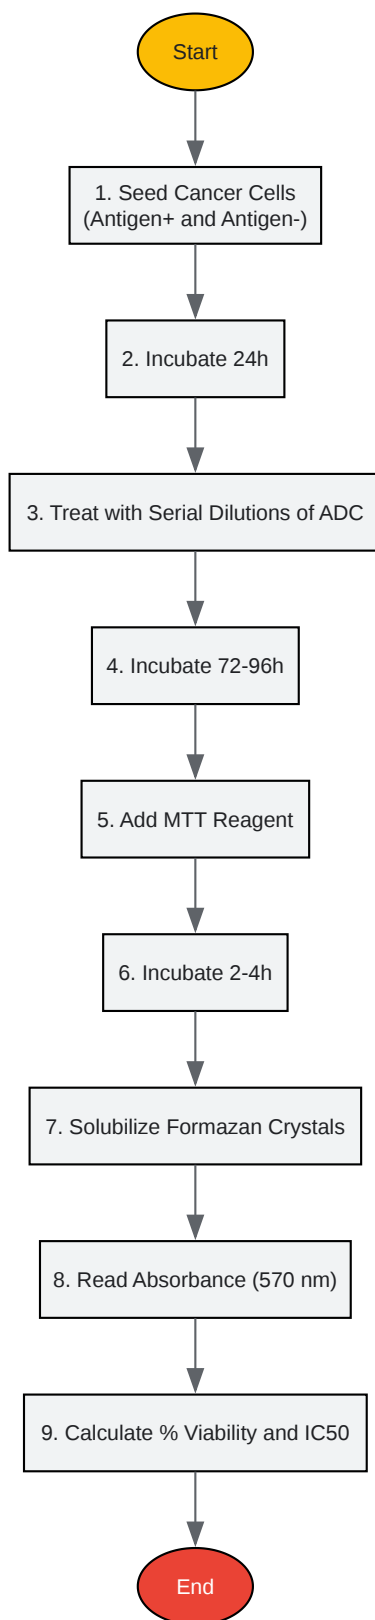 Start
1. Seed Cancer Cells
(Antigen+ and Antigen-)
2. Incubate 24h
3. Treat with Serial Dilutions of ADC
4. Incubate 72-96h
5. Add MTT Reagent
6. Incubate 2-4h
7. Solubilize Formazan Crystals
8. Read Absorbance (570 nm)
9. Calculate % Viability and IC50
End